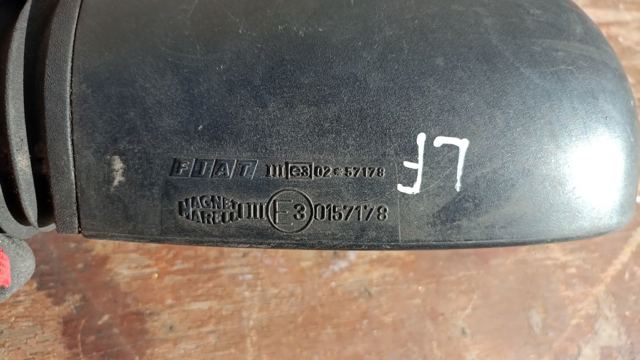 FIAT III e3 02*57178
MAGNETI MARELLI III E3 0157178
LF